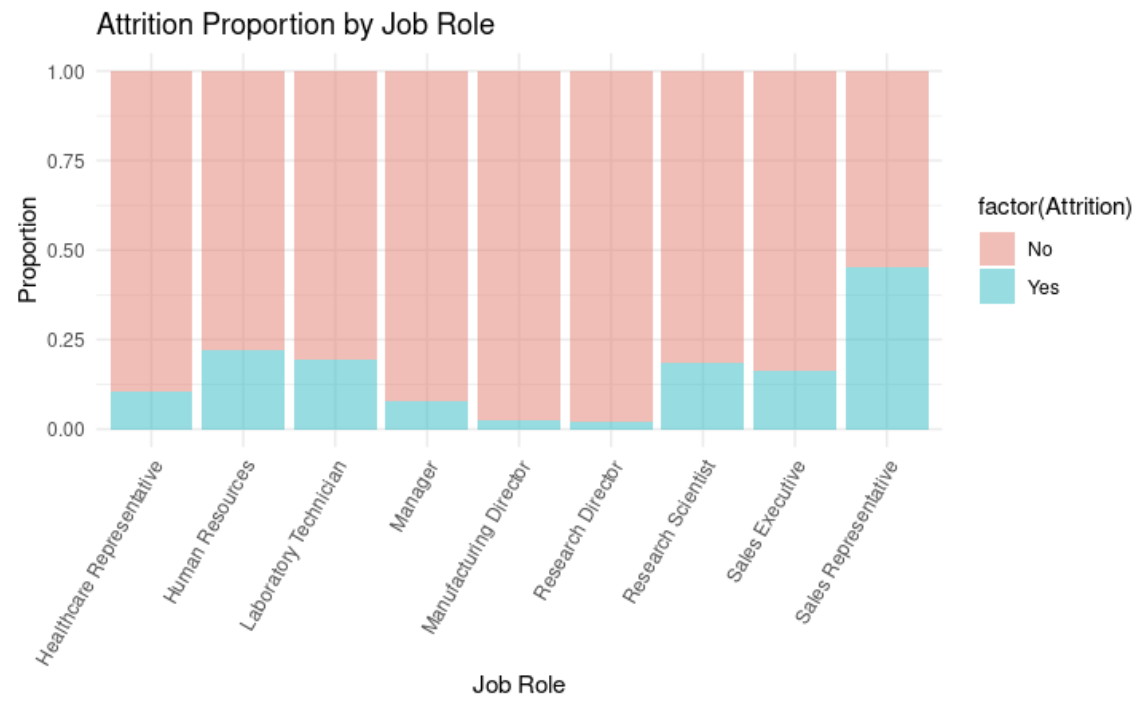 Attrition Proportion by Job Role
1.00
0.75
0.50
0.25
0.00
Proportion
Healthcare Representative
Human Resources
Laboratory Technician
Manager
Manufacturing Director
Research Director
Research Scientist
Sales Executive
Sales Representative
Job Role
factor(Attrition)
No
Yes